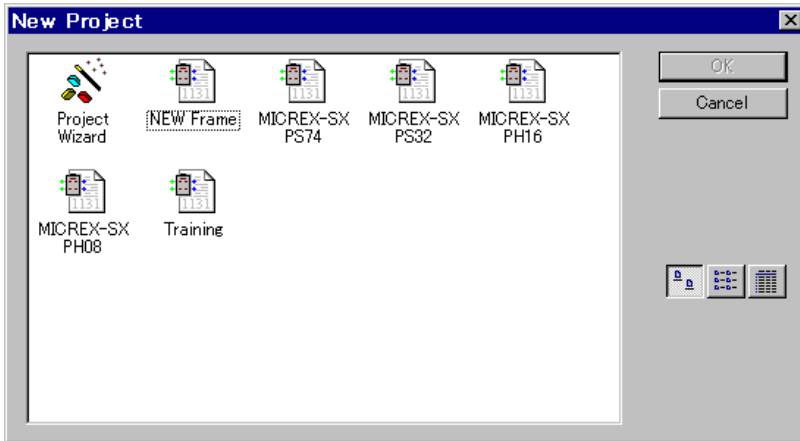 New Project
OK
Cancel
Project
Wizard
1131
NEW Frame
1131
MICREX-SX
PS74
1131
MICREX-SX
PS32
1131
MICREX-SX
PH16
1131
MICREX-SX
PH08
1131
Training